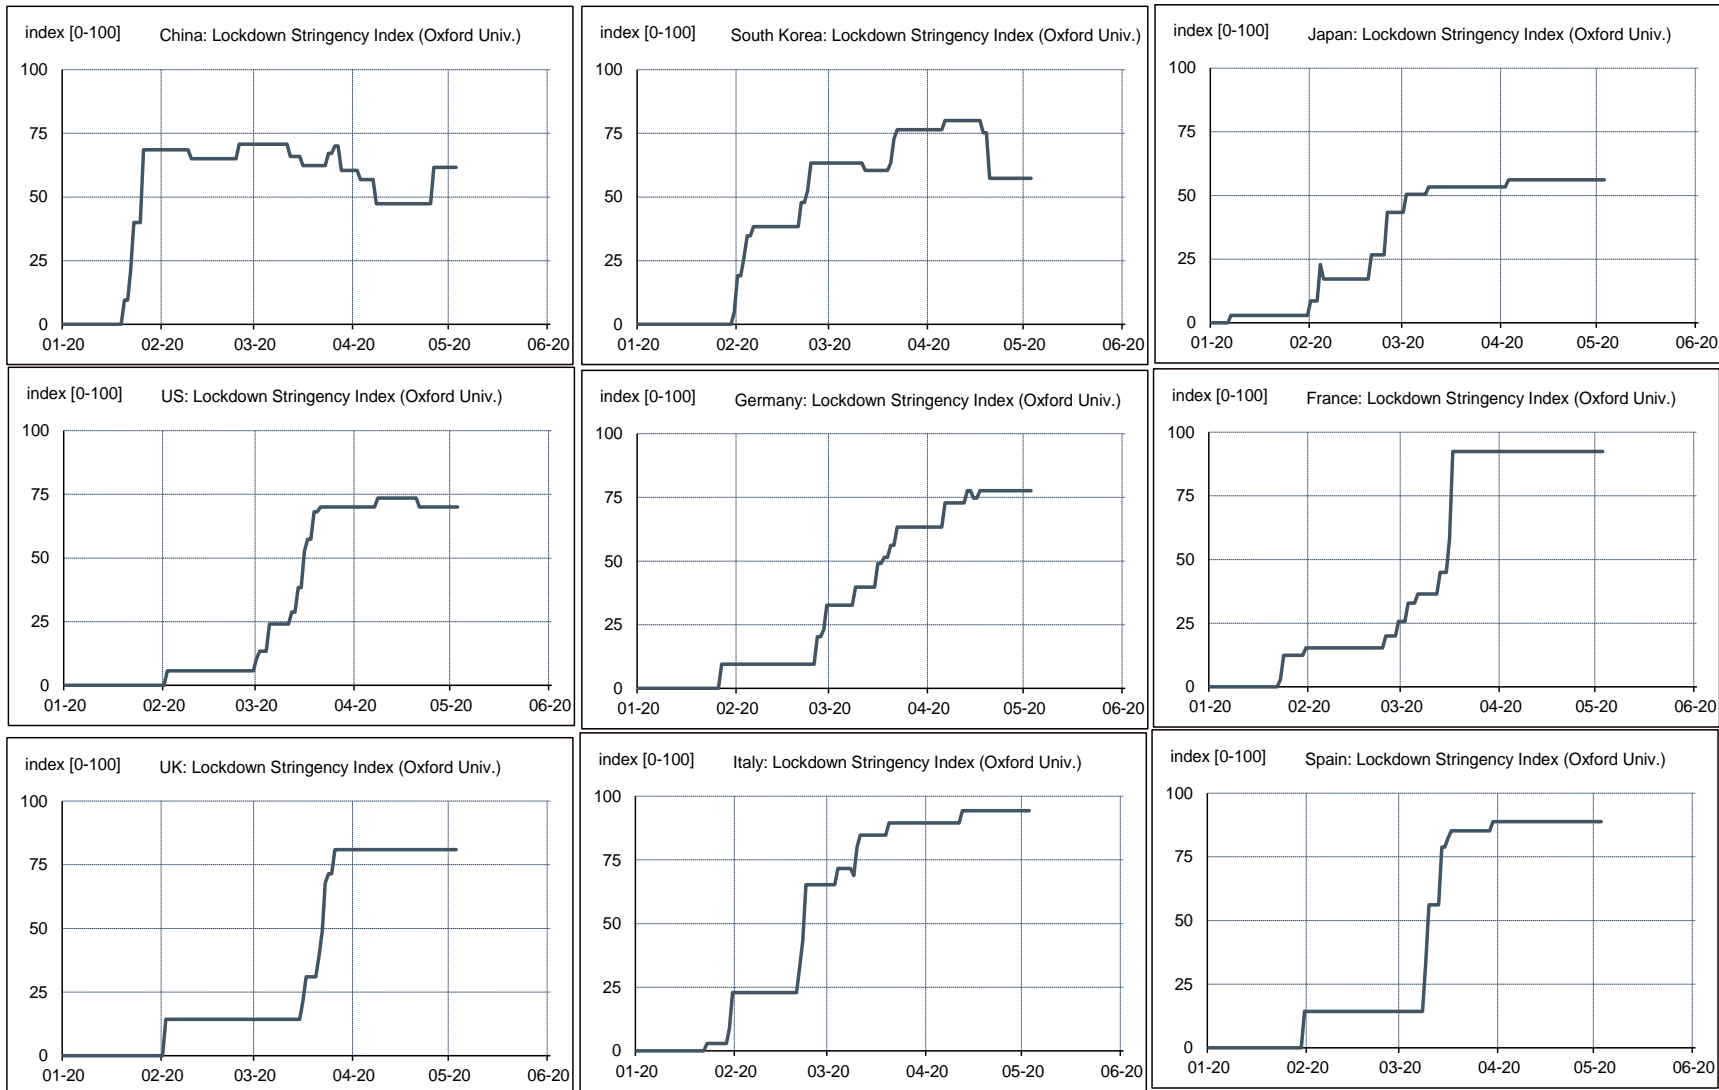 index [0-100] China: Lockdown Stringency Index (Oxford Univ.)
100
75
50
25
0
01-20 02-20 03-20 04-20 05-20 06-20
index [0-100] South Korea: Lockdown Stringency Index (Oxford Univ.)
100
75
50
25
0
01-20 02-20 03-20 04-20 05-20 06-20
index [0-100] Japan: Lockdown Stringency Index (Oxford Univ.)
100
75
50
25
0
01-20 02-20 03-20 04-20 05-20 06-20
index [0-100] US: Lockdown Stringency Index (Oxford Univ.)
100
75
50
25
0
01-20 02-20 03-20 04-20 05-20 06-20
index [0-100] Germany: Lockdown Stringency Index (Oxford Univ.)
100
75
50
25
0
01-20 02-20 03-20 04-20 05-20 06-20
index [0-100] France: Lockdown Stringency Index (Oxford Univ.)
100
75
50
25
0
01-20 02-20 03-20 04-20 05-20 06-20
index [0-100] UK: Lockdown Stringency Index (Oxford Univ.)
100
75
50
25
0
01-20 02-20 03-20 04-20 05-20 06-20
index [0-100] Italy: Lockdown Stringency Index (Oxford Univ.)
100
75
50
25
0
01-20 02-20 03-20 04-20 05-20 06-20
index [0-100] Spain: Lockdown Stringency Index (Oxford Univ.)
100
75
50
25
0
01-20 02-20 03-20 04-20 05-20 06-20